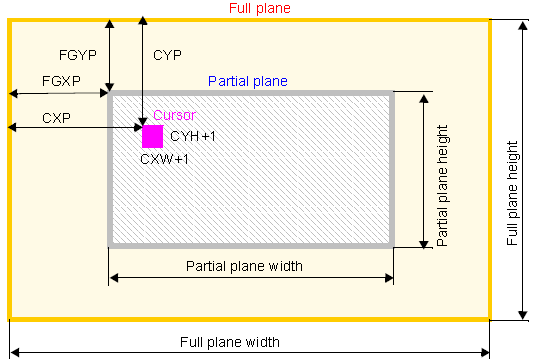 Full plane
FGYP
CYP
FGXP
Partial plane
CXP
Cursor
CYH+1
CXW+1
Partial plane height
Full plane height
Partial plane width
Full plane width